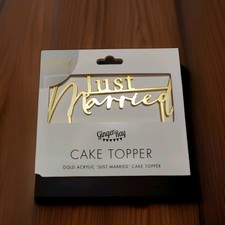 Just
Married
Ginger Ray
CAKE TOPPER
GOLD ACRYLIC 'JUST MARRIED' CAKE TOPPER